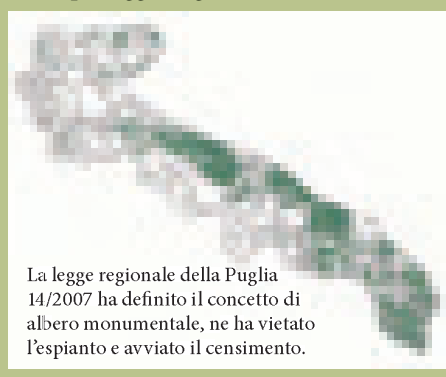 La legge regionale della Puglia
14/2007 ha definito il concetto di
albero monumentale, ne ha vietato
l'espianto e avviato il censimento.